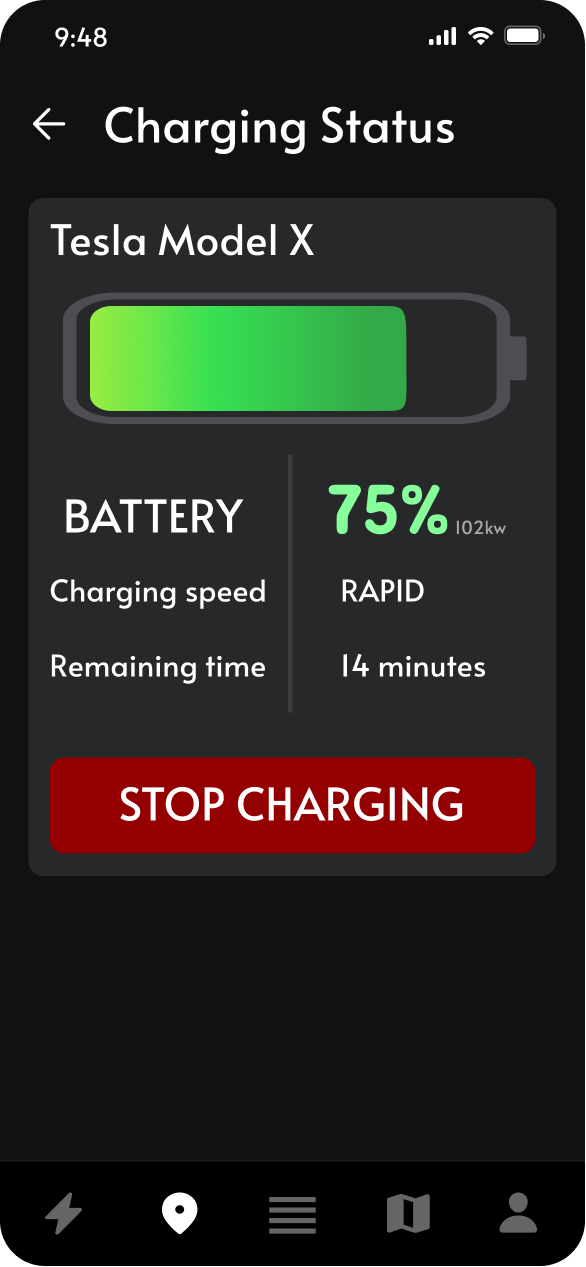 9:48
Charging Status
Tesla Model X
BATTERY 75% 102kw
Charging speed RAPID
Remaining time 14 minutes
STOP CHARGING